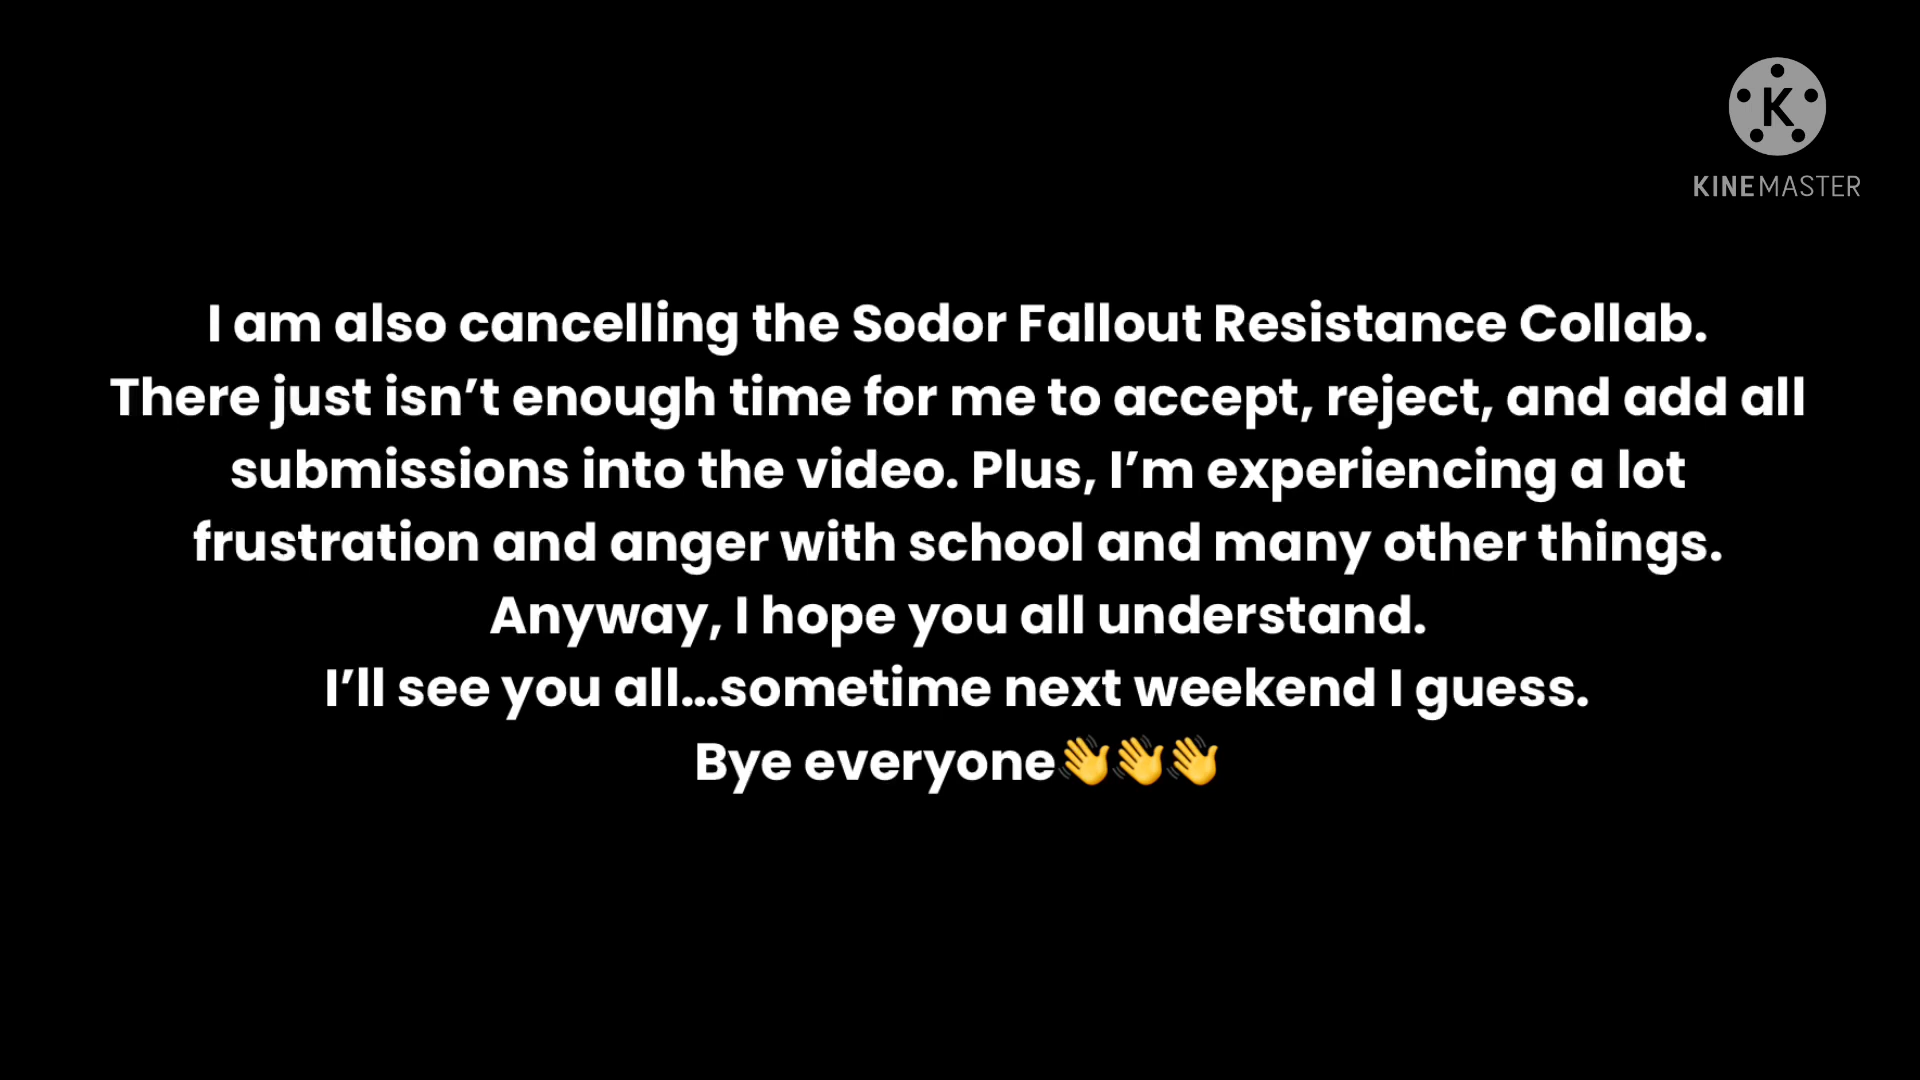 K
KINEMASTER
I am also cancelling the Sodor Fallout Resistance Collab.
There just isn’t enough time for me to accept, reject, and add all
submissions into the video. Plus, I’m experiencing a lot
frustration and anger with school and many other things.
Anyway, I hope you all understand.
I’ll see you all...sometime next weekend I guess.
Bye everyone👋👋👋